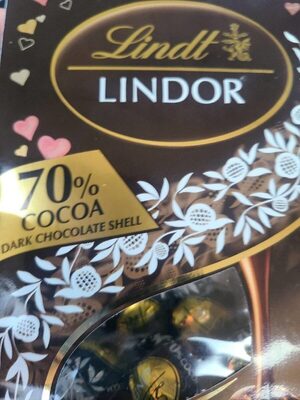 Lindt
LINDOR
70%
COCOA
DARK CHOCOLATE SHELL